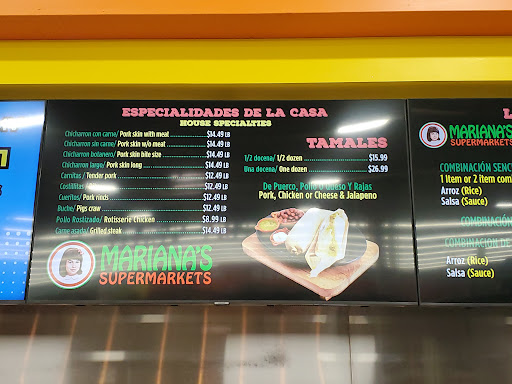 ESPECIALIDADES DE LA CASA
HOUSE SPECIALTIES
Chicharron con carne/ Pork skin with meat $14.49 LB
Chicharron sin carne/ Pork skin w/o meat $14.49 LB
Chicharron botanero/ Pork skin bite size $14.49 LB
Chicharron largo/ Pork skin long $14.49 LB
Carnitas / Tender pork $12.49 LB
Costillitas $12.49 LB
Cueritos/ Pork rinds $12.49 LB
Buche/ Pigs craw $12.49 LB
Pollo Rostizado/ Rotisserie Chicken $8.99 LB
Carne asada/ Grilled steak $14.49 LB
TAMALES
1/2 docena/ 1/2 dozen $15.99
Una docena/ One dozen $26.99
De Puerco, Pollo O Queso Y Rajas
Pork, Chicken or Cheese & Jalapeno
MARIANA'S
SUPERMARKETS
MARIANA'S
SUPERMARKETS
COMBINACIÓN SENC
1 Item or 2 item com
Arroz (Rice)
Salsa (Sauce)
COMBINACIÓN
COMBINACION DE
Arroz (Rice)
Salsa (Sauce)